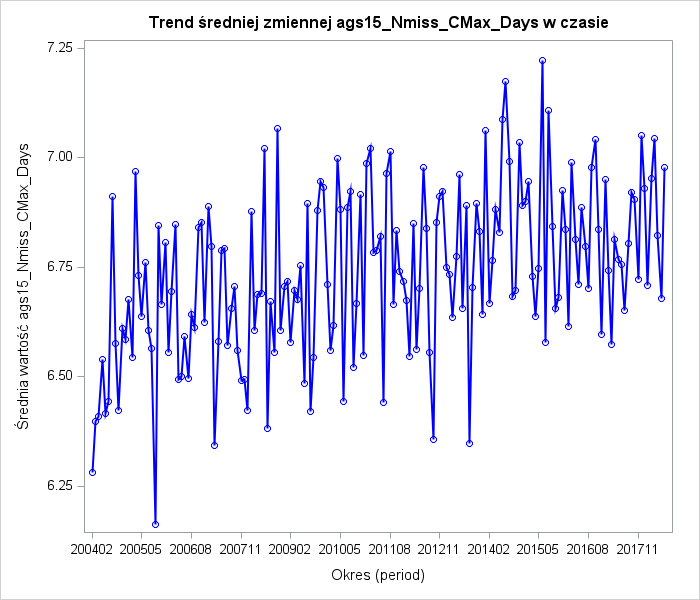 Trend średniej zmiennej ags15_Nmiss_CMax_Days w czasie
7.25
7.00
6.75
6.50
6.25
Średnia wartość ags15_Nmiss_CMax_Days
200402 200505 200608 200711 200902 201005 201108 201211 201402 201505 201608 201711
Okres (period)